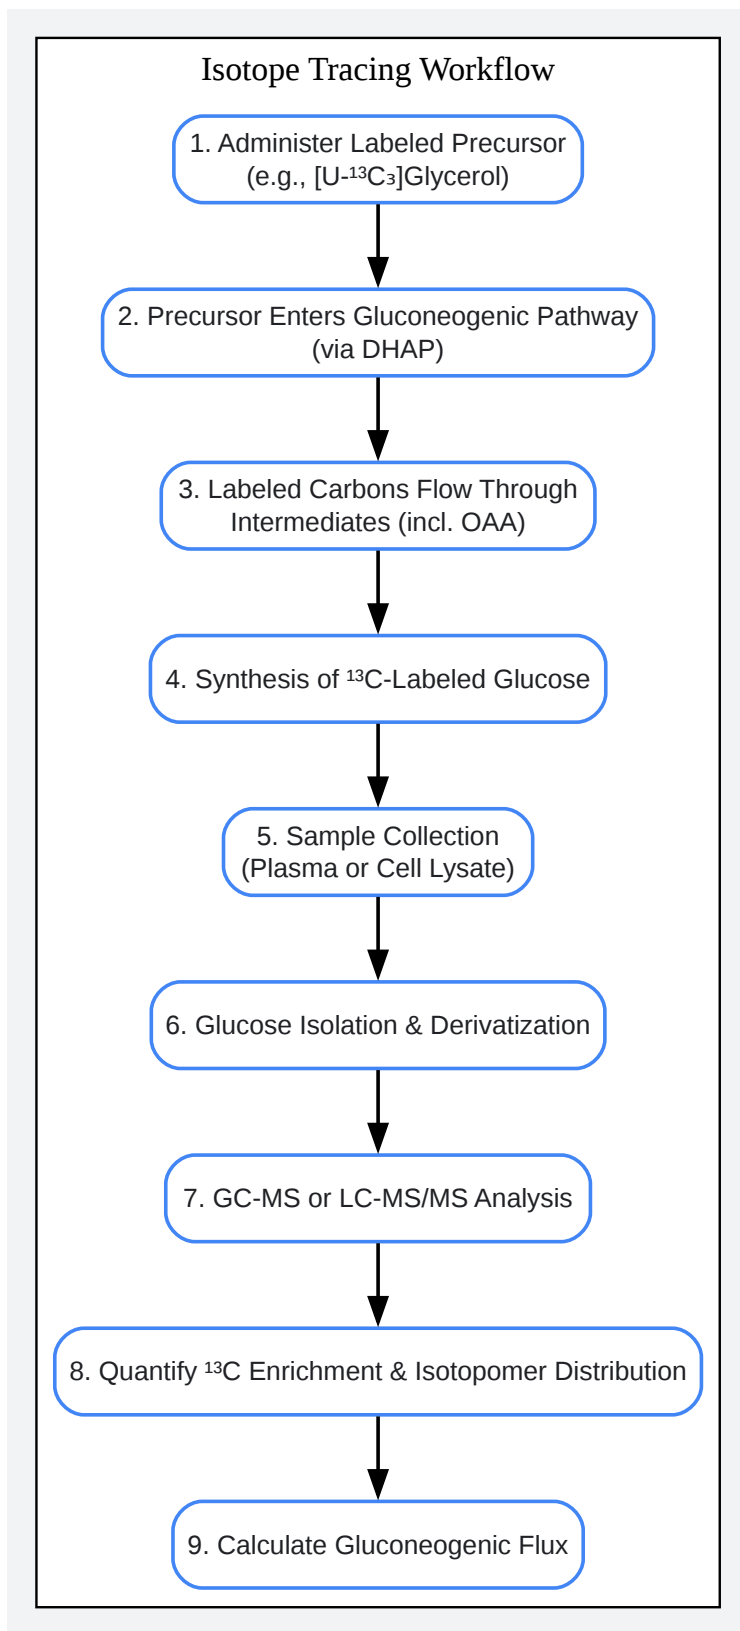 Isotope Tracing Workflow
1. Administer Labeled Precursor
(e.g., [U-¹³C₃]Glycerol)
2. Precursor Enters Gluconeogenic Pathway
(via DHAP)
3. Labeled Carbons Flow Through
Intermediates (incl. OAA)
4. Synthesis of ¹³C-Labeled Glucose
5. Sample Collection
(Plasma or Cell Lysate)
6. Glucose Isolation & Derivatization
7. GC-MS or LC-MS/MS Analysis
8. Quantify ¹³C Enrichment & Isotopomer Distribution
9. Calculate Gluconeogenic Flux